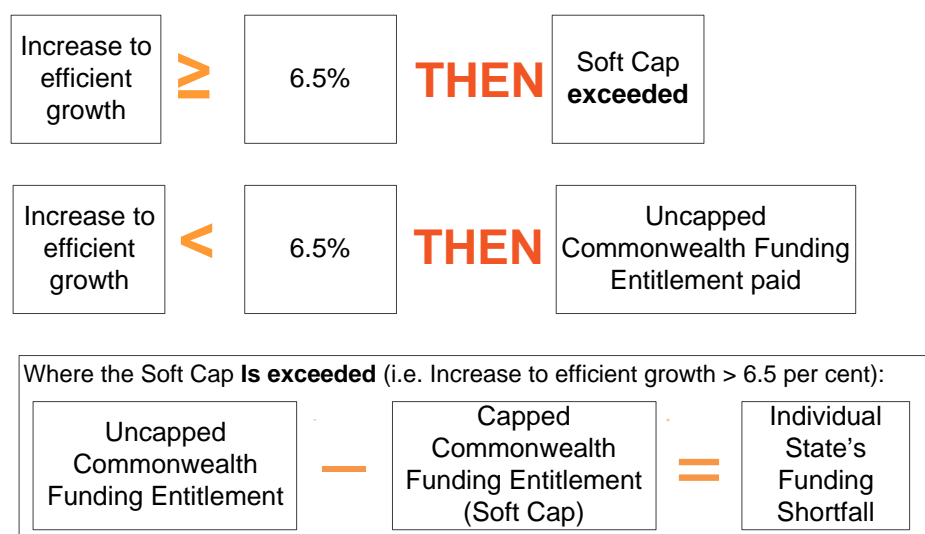 Increase to
efficient
growth
≥
6.5%
THEN
Soft Cap
exceeded
Increase to
efficient
growth
<
6.5%
THEN
Uncapped
Commonwealth Funding
Entitlement paid
Where the Soft Cap Is exceeded (i.e. Increase to efficient growth > 6.5 per cent):
Uncapped
Commonwealth
Funding Entitlement
–
Capped
Commonwealth
Funding Entitlement
(Soft Cap)
=
Individual
State's
Funding
Shortfall